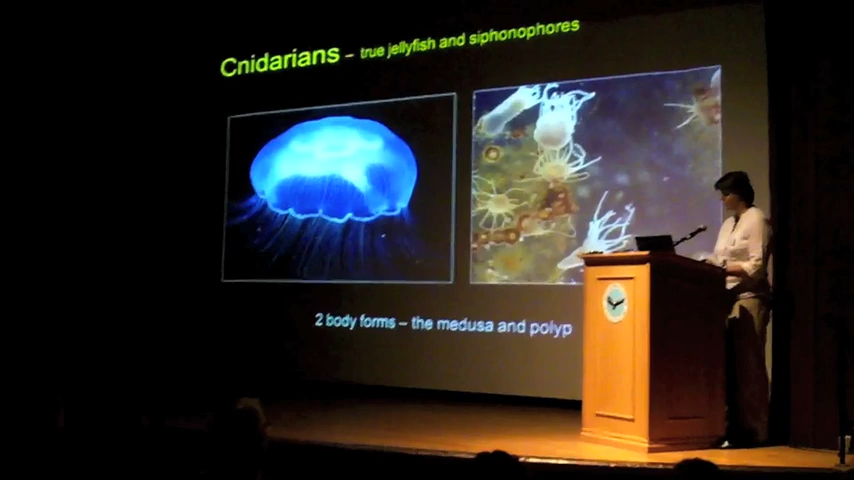 Cnidarians – true jellyfish and siphonophores
2 body forms – the medusa and polyp